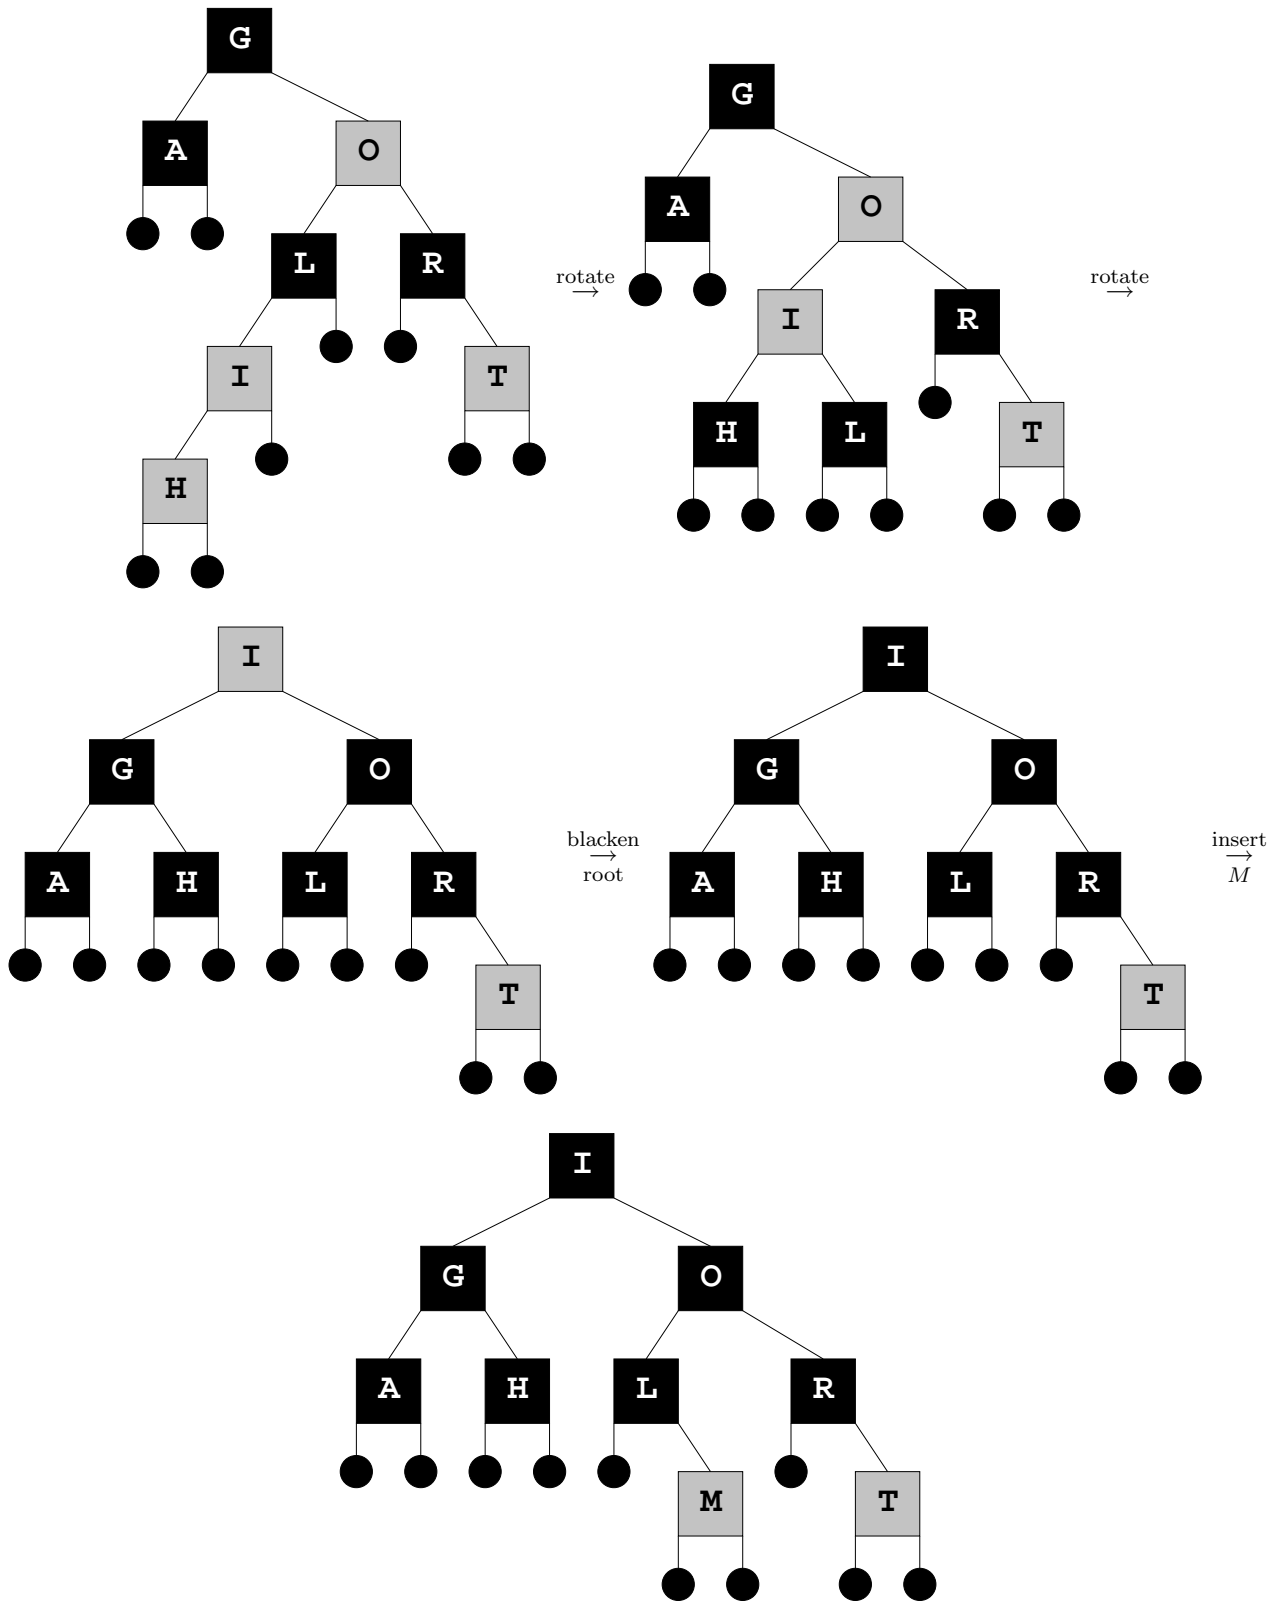 G
A
O
L
R
I
T
H
rotate
→
G
A
O
I
R
H
L
T
rotate
→
I
G
O
A
H
L
R
T
blacken
→
root
I
G
O
A
H
L
R
T
insert
→
M
I
G
O
A
H
L
R
M
T